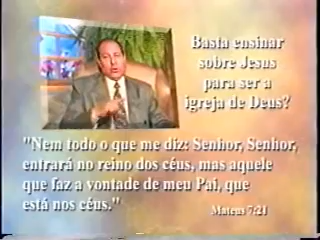 Basta ensinar
sobre Jesus
para ser a
igreja de Deus?
"Nem todo o que me diz: Senhor, Senhor,
entrará no reino dos céus, mas aquele
que faz a vontade de meu Pai, que
está nos céus."
Mateus 7:21